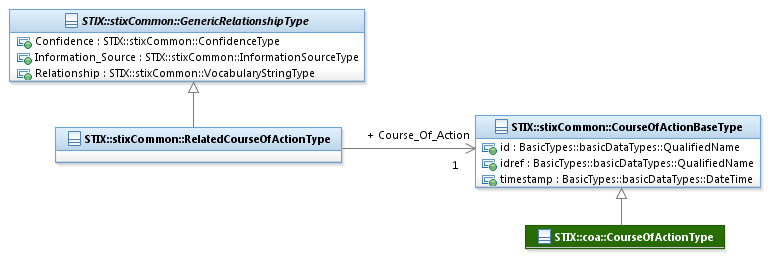 STIX::stixCommon::GenericRelationshipType
Confidence : STIX::stixCommon::ConfidenceType
Information_Source : STIX::stixCommon::InformationSourceType
Relationship : STIX::stixCommon::VocabularyStringType
STIX::stixCommon::RelatedCourseOfActionType
+ Course_Of_Action
1
STIX::stixCommon::CourseOfActionBaseType
id : BasicTypes::basicDataTypes::QualifiedName
idref : BasicTypes::basicDataTypes::QualifiedName
timestamp : BasicTypes::basicDataTypes::DateTime
STIX::coa::CourseOfActionType